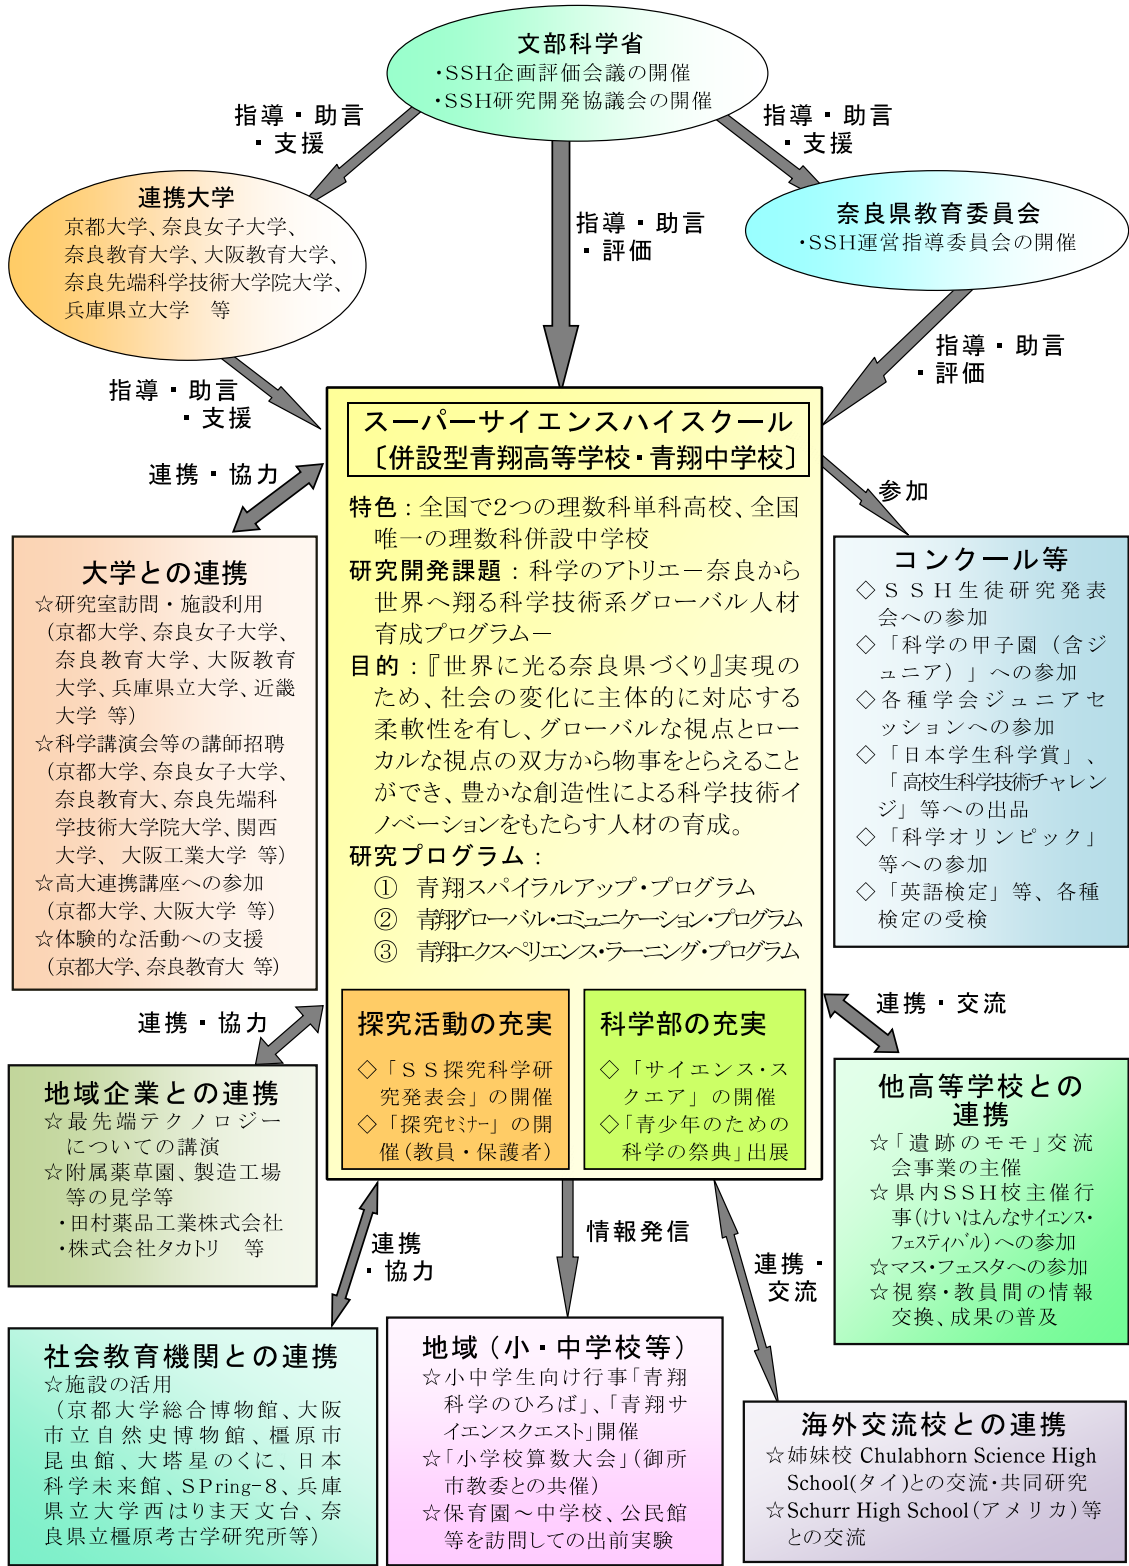 文部科学省
・SSH企画評価会議の開催
・SSH研究開発協議会の開催
指導・助言
・支援
指導・助言
・支援
指導・助言
・評価
連携大学
京都大学、奈良女子大学、
奈良教育大学、大阪教育大学、
奈良先端科学技術大学院大学、
兵庫県立大学　等
奈良県教育委員会
・SSH運営指導委員会の開催
指導・助言
・支援
指導・助言
・評価
連携・協力
参加
スーパーサイエンスハイスクール
〔併設型青翔高等学校・青翔中学校〕
特色：全国で2つの理数科単科高校、全国
唯一の理数科併設中学校
研究開発課題：科学のアトリエ－奈良から
世界へ翔る科学技術系グローバル人材
育成プログラム－
目的：『世界に光る奈良県づくり』実現の
ため、社会の変化に主体的に対応する
柔軟性を有し、グローバルな視点とロー
カルな視点の双方から物事をとらえること
ができ、豊かな創造性による科学技術イ
ノベーションをもたらす人材の育成。
研究プログラム：
① 青翔スパイラルアップ・プログラム
② 青翔グローバル・コミュニケーション・プログラム
③ 青翔エクスペリエンス・ラーニング・プログラム
探究活動の充実
◇「SS探究科学研
究発表会」の開催
◇「探究セミナー」の開
催（教員・保護者）
科学部の充実
◇「サイエンス・ス
クエア」の開催
◇「青少年のための
科学の祭典」出展
大学との連携
☆研究室訪問・施設利用
（京都大学、奈良女子大学、
奈良教育大学、大阪教育
大学、兵庫県立大学、近畿
大学 等）
☆科学講演会等の講師招聘
（京都大学、奈良女子大学、
奈良教育大、奈良先端科
学技術大学院大学、関西
大学、 大阪工業大学 等）
☆高大連携講座への参加
（京都大学、大阪大学 等）
☆体験的な活動への支援
（京都大学、奈良教育大 等）
コンクール等
◇SSH生徒研究発表
会への参加
◇「科学の甲子園（含ジ
ュニア）」への参加
◇各種学会ジュニアセ
ッションへの参加
◇「日本学生科学賞」、
「高校生科学技術チャレン
ジ」等への出品
◇「科学オリンピック」
等への参加
◇「英語検定」等、各種
検定の受検
連携・協力
連携・交流
地域企業との連携
☆最先端テクノロジー
についての講演
☆附属薬草園、製造工場
等の見学等
・田村薬品工業株式会社
・株式会社タカトリ　等
他高等学校との
連携
☆「遺跡のモモ」交流
会事業の主催
☆県内SSH校主催行
事（けいはんなサイエンス・
フェスティバル）への参加
☆マス・フェスタへの参加
☆視察・教員間の情報
交換、成果の普及
連携
・協力
情報発信
連携・
交流
社会教育機関との連携
☆施設の活用
（京都大学総合博物館、大阪
市立自然史博物館、橿原市
昆虫館、大塔星のくに、日本
科学未来館、SPring-8、兵庫
県立大学西はりま天文台、奈
良県立橿原考古学研究所等）
地域（小・中学校等）
☆小中学生向け行事「青翔
科学のひろば」、「青翔サ
イエンスクエスト」開催
☆「小学校算数大会」（御所
市教委との共催）
☆保育園～中学校、公民館
等を訪問しての出前実験
海外交流校との連携
☆姉妹校 Chulabhorn Science High
School(タイ)との交流・共同研究
☆Schurr High School（アメリカ）等
との交流